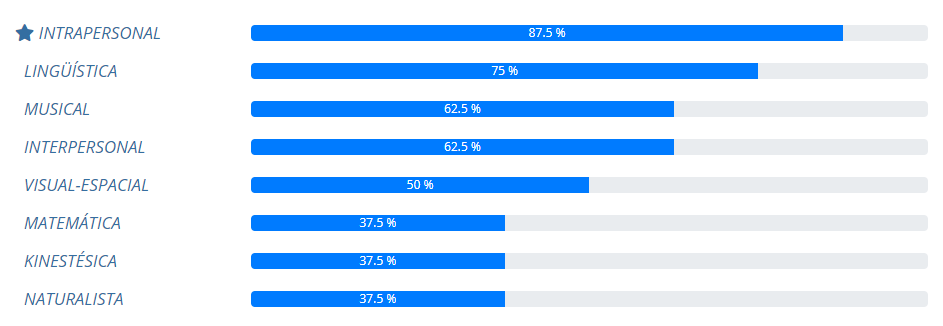 INTRAPERSONAL 87.5 %
LINGÜÍSTICA 75 %
MUSICAL 62.5 %
INTERPERSONAL 62.5 %
VISUAL-ESPACIAL 50 %
MATEMÁTICA 37.5 %
KINESTÉSICA 37.5 %
NATURALISTA 37.5 %